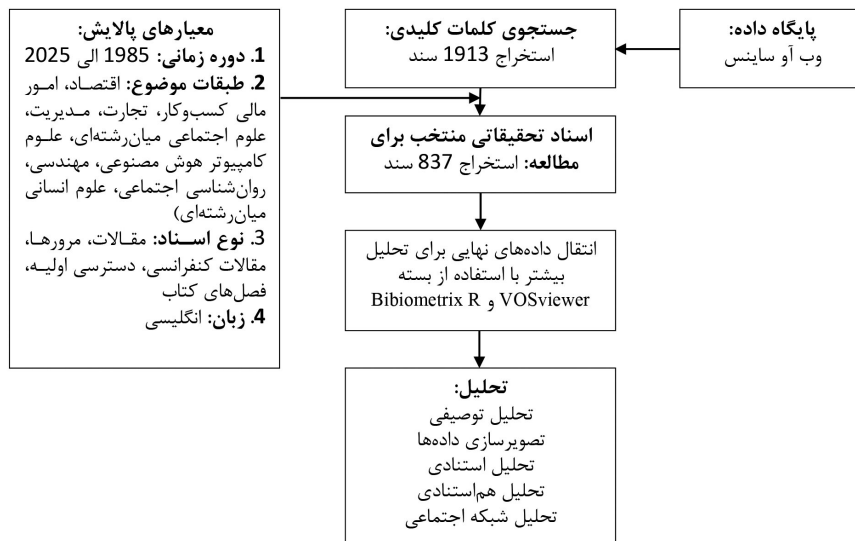 پایگاه داده:
وب آو ساینس
جستجوی کلمات کلیدی:
استخراج 1913 سند
معیارهای پالایش:
1. دوره زمانی: 1985 الی 2025
2. طبقات موضوع: اقتصاد، امور
مالی کسب‌وکار، تجارت، مدیریت،
علوم اجتماعی میان‌رشته‌ای، علوم
کامپیوتر هوش مصنوعی، مهندسی،
روان‌شناسی اجتماعی، علوم انسانی
میان‌رشته‌ای)
3. نوع اسناد: مقالات، مرورها،
مقالات کنفرانسی، دسترسی اولیه،
فصل‌های کتاب
4. زبان: انگلیسی
اسناد تحقیقاتی منتخب برای
مطالعه: استخراج 837 سند
انتقال داده‌های نهایی برای تحلیل
بیشتر با استفاده از بسته
Bibiometrix R و VOSviewer
تحلیل:
تحلیل توصیفی
تصویرسازی داده‌ها
تحلیل استنادی
تحلیل هم‌استنادی
تحلیل شبکه اجتماعی